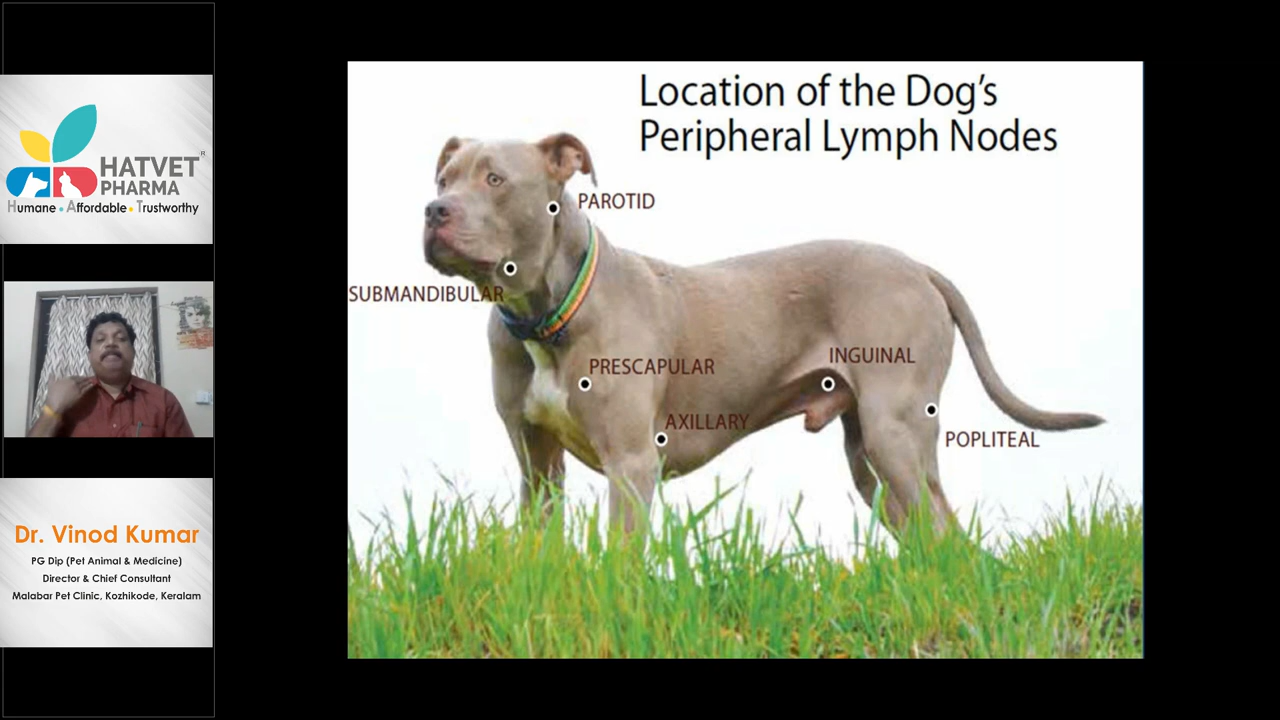 HATVET®
PHARMA
Humane • Affordable • Trustworthy
Dr. Vinod Kumar
PG Dip (Pet Animal & Medicine)
Director & Chief Consultant
Malabar Pet Clinic, Kozhikode, Keralam
Location of the Dog's
Peripheral Lymph Nodes
PAROTID
SUBMANDIBULAR
PRESCAPULAR
INGUINAL
AXILLARY
POPLITEAL